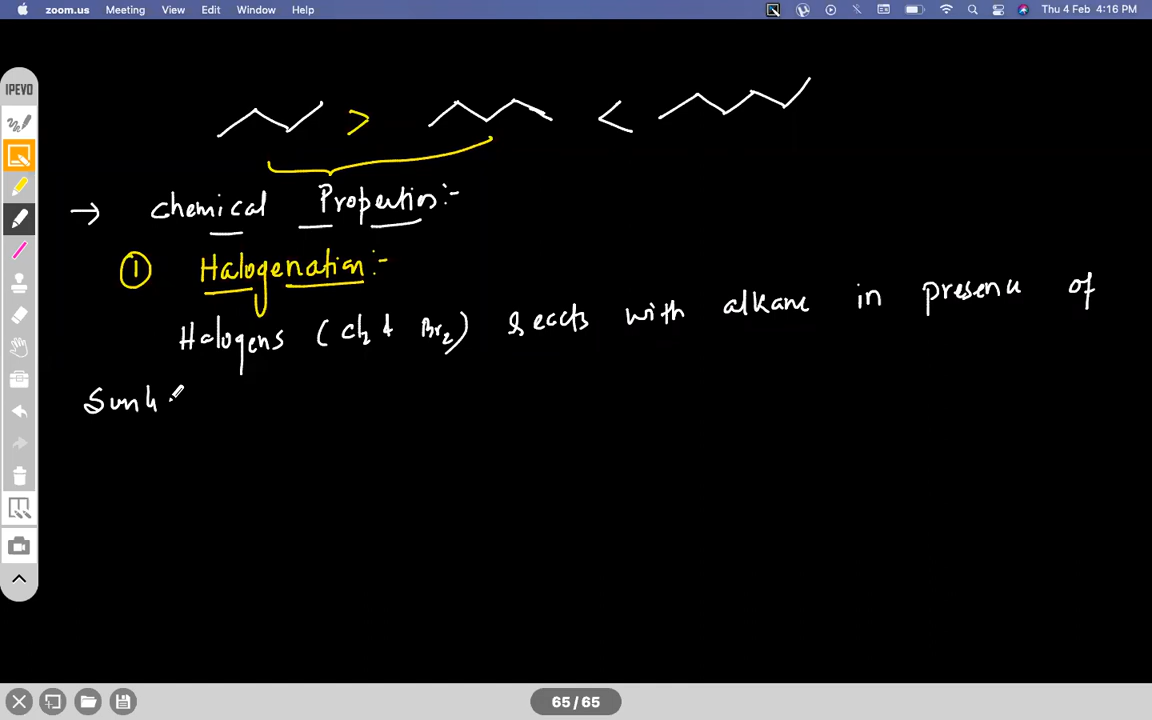 zoom.us Meeting View Edit Window Help Thu 4 Feb 4:16 PM
IPEVO
> <
→ Chemical Properties:-
① Halogenation:-
Halogens (Cl₂ & Br₂) reacts with alkane in presence of
Sunli
65/65